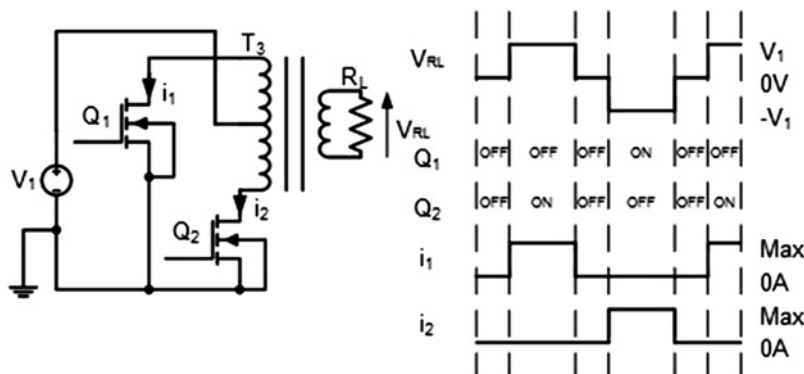 T3
i1
RL
Q1
VRL
V1
i2
Q2
VRL V1
0V
-V1
Q1 OFF OFF OFF ON OFF OFF
Q2 OFF ON OFF OFF OFF ON
i1 Max
0A
i2 Max
0A